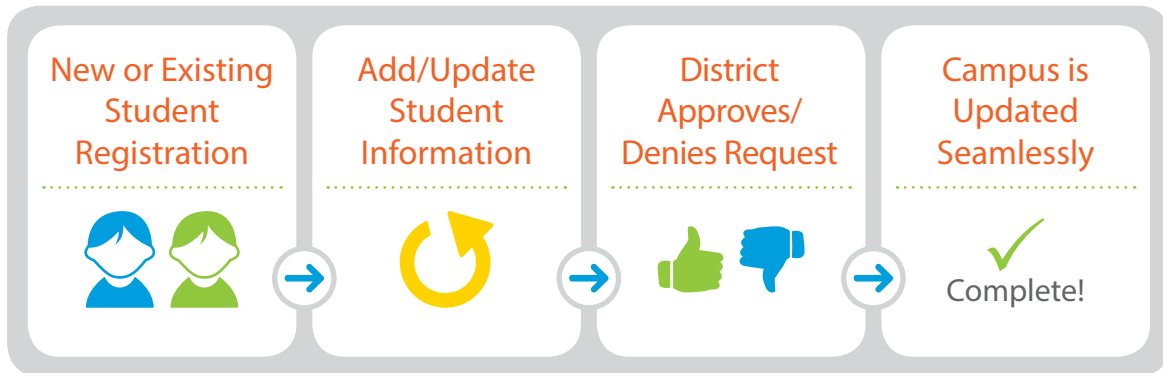 New or Existing
Student
Registration
Add/Update
Student
Information
District
Approves/
Denies Request
Campus is
Updated
Seamlessly
Complete!